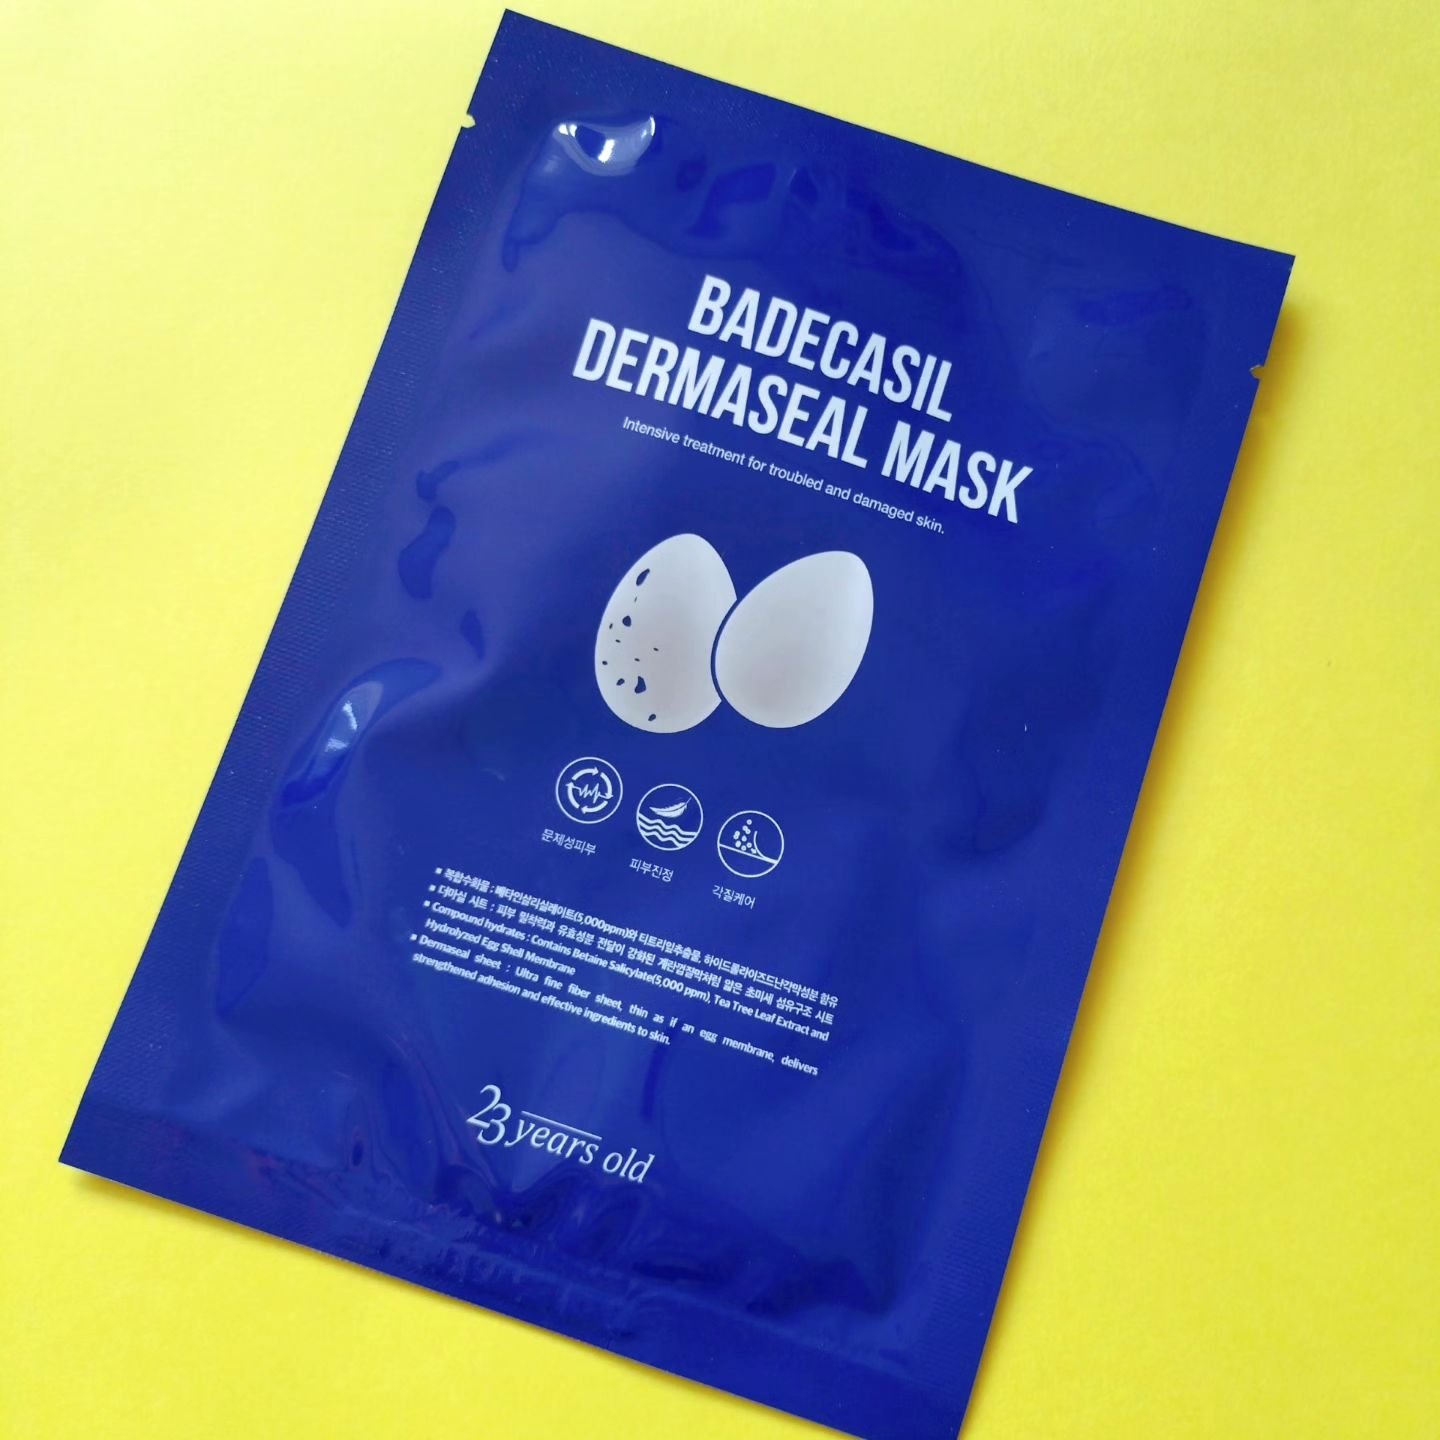 BADECASIL
DERMASEAL MASK
Intensive treatment for troubled and damaged skin.
문제성피부
피부진정
각질케어
▪ 복합수화물 : 베타인살리실레이트(5,000ppm)와 티트리잎추출물, 하이드롤라이즈드난각막성분 함유
▪ 더마실 시트 : 피부 밀착력과 유효성분 전달이 강화된 계란껍질막처럼 얇은 초미세 섬유구조 시트
▪ Compound hydrates : Contains Betaine Salicylate(5,000 ppm), Tea Tree Leaf Extract and
Hydrolyzed Egg Shell Membrane
▪ Dermaseal sheet : Ultra fine fiber sheet, thin as if an egg membrane, delivers
strengthened adhesion and effective ingredients to skin.
23 years old